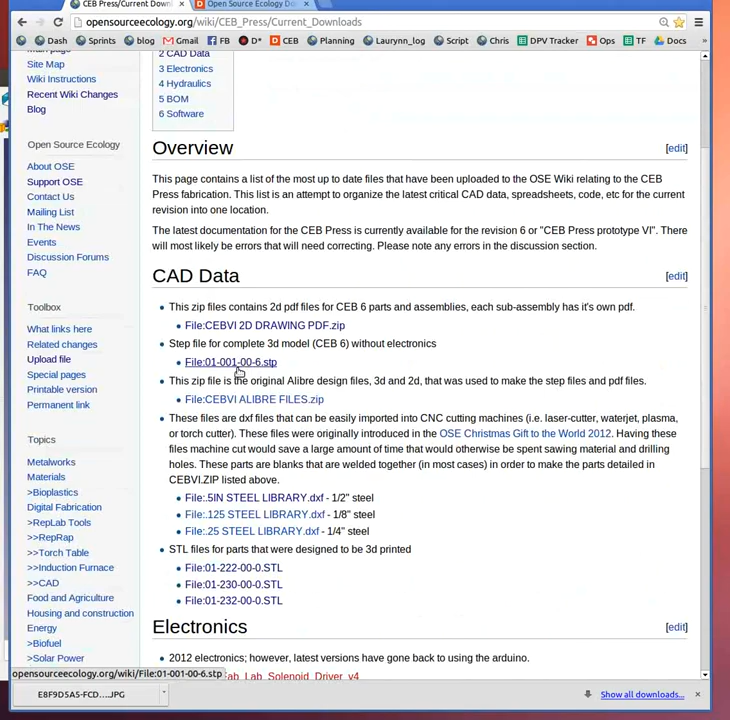 CEB Press/Current Down
Open Source Ecology De
opensourceecology.org/wiki/CEB_Press/Current_Downloads
Dash Sprints blog Gmail FB D* CEB Planning Laurynn_log Script Chris DPV Tracker Ops TF Docs »
Site Map
Wiki Instructions
Recent Wiki Changes
Blog
Open Source Ecology
About OSE
Support OSE
Contact Us
Mailing List
In The News
Events
Discussion Forums
FAQ
Toolbox
What links here
Related changes
Upload file
Special pages
Printable version
Permanent link
Topics
Metalworks
Materials
>Bioplastics
Digital Fabrication
>RepLab Tools
>>RepRap
>>Torch Table
>>Induction Furnace
>>CAD
Food and Agriculture
Housing and construction
Energy
>Biofuel
>Solar Power
2 CAD Data
3 Electronics
4 Hydraulics
5 BOM
6 Software
Overview [edit]
This page contains a list of the most up to date files that have been uploaded to the OSE Wiki relating to the CEB
Press fabrication. This list is an attempt to organize the latest critical CAD data, spreadsheets, code, etc for the current
revision into one location.
The latest documentation for the CEB Press is currently available for the revision 6 or "CEB Press prototype VI". There
will most likely be errors that will need correcting. Please note any errors in the discussion section.
CAD Data [edit]
This zip files contains 2d pdf files for CEB 6 parts and assemblies, each sub-assembly has it's own pdf.
File:CEBVI 2D DRAWING PDF.zip
Step file for complete 3d model (CEB 6) without electronics
File:01-001-00-6.stp
This zip file is the original Alibre design files, 3d and 2d, that was used to make the step files and pdf files.
File:CEBVI ALIBRE FILES.zip
These files are dxf files that can be easily imported into CNC cutting machines (i.e. laser-cutter, waterjet, plasma,
or torch cutter). These files were originally introduced in the OSE Christmas Gift to the World 2012. Having these
files machine cut would save a large amount of time that would otherwise be spent sawing material and drilling
holes. These parts are blanks that are welded together (in most cases) in order to make the parts detailed in
CEBVI.ZIP listed above.
File:.5IN STEEL LIBRARY.dxf - 1/2" steel
File:.125 STEEL LIBRARY.dxf - 1/8" steel
File:.25 STEEL LIBRARY.dxf - 1/4" steel
STL files for parts that were designed to be 3d printed
File:01-222-00-0.STL
File:01-230-00-0.STL
File:01-232-00-0.STL
Electronics [edit]
2012 electronics; however, latest versions have gone back to using the arduino.
ab_Lab_Solenoid_Driver_v4
opensourceecology.org/wiki/File:01-001-00-6.stp
E8F9D5A5-FCD....JPG
Show all downloads...